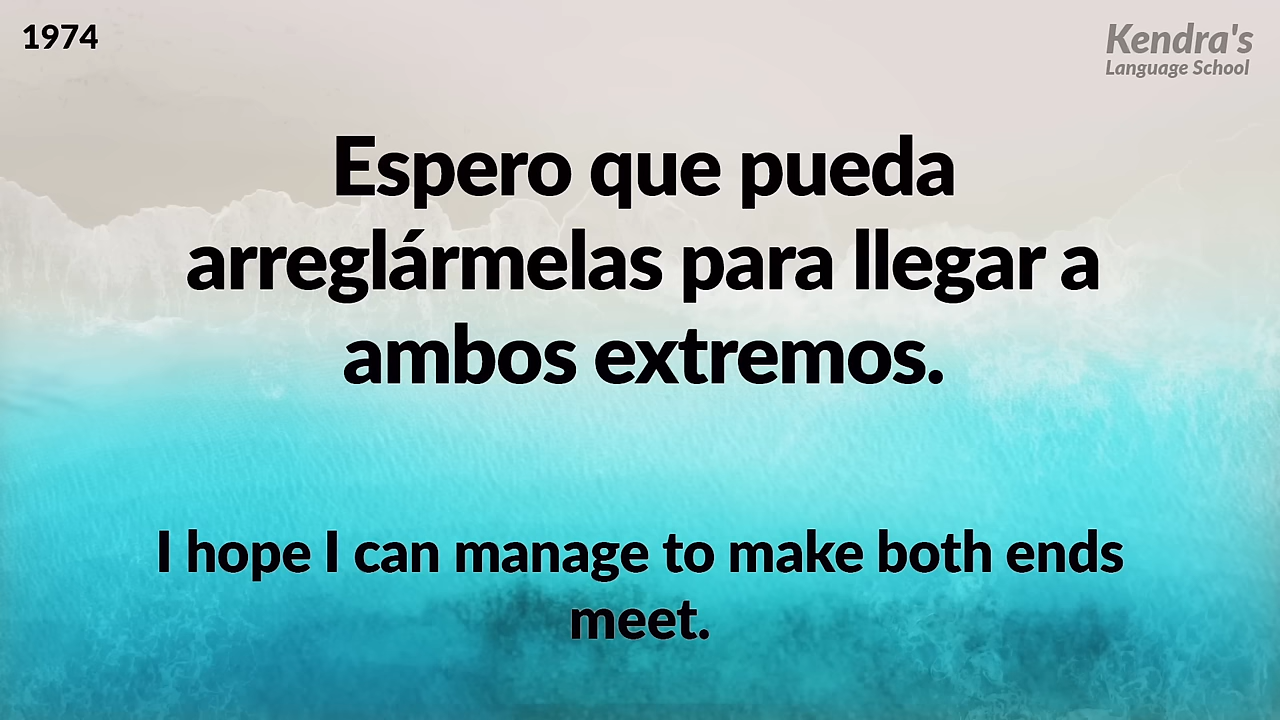 1974
Kendra's
Language School
Espero que pueda
arreglármelas para llegar a
ambos extremos.
I hope I can manage to make both ends
meet.